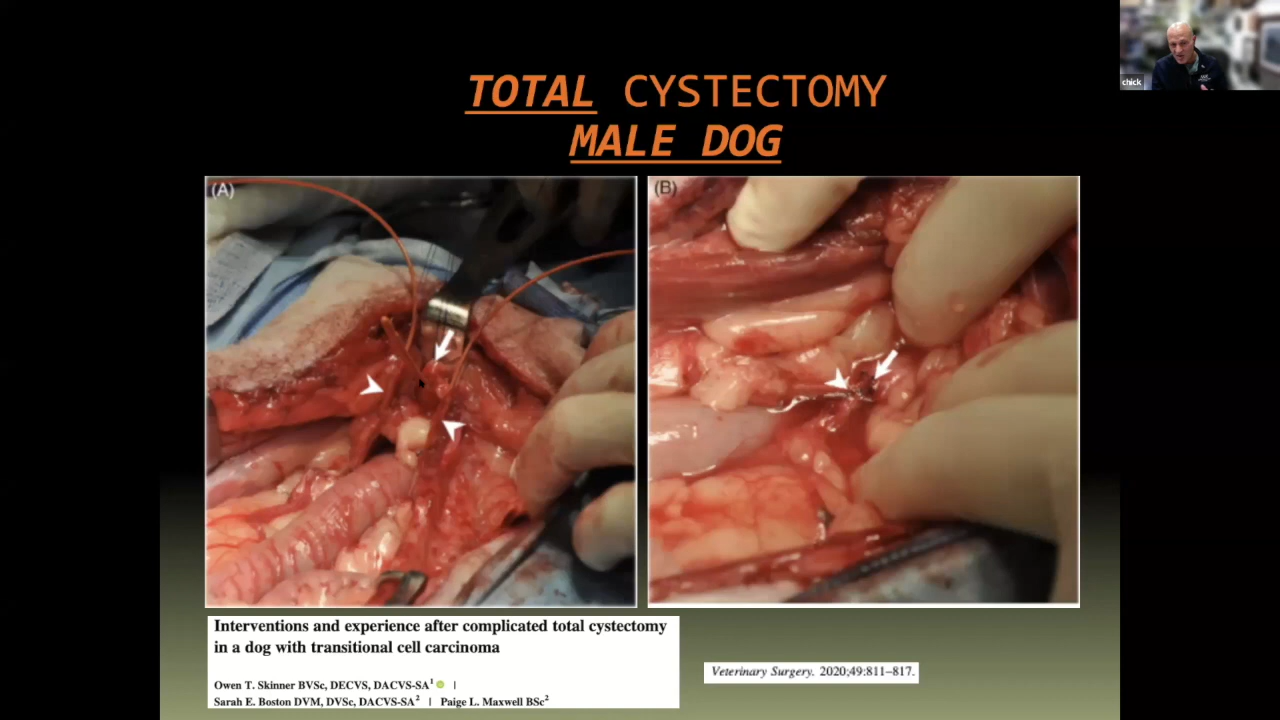 TOTAL CYSTECTOMY
MALE DOG
(A)
(B)
chick
Interventions and experience after complicated total cystectomy
in a dog with transitional cell carcinoma
Owen T. Skinner BVSc, DECVS, DACVS-SA1 |
Sarah E. Boston DVM, DVSc, DACVS-SA2 | Paige L. Maxwell BSc2
Veterinary Surgery. 2020;49:811–817.